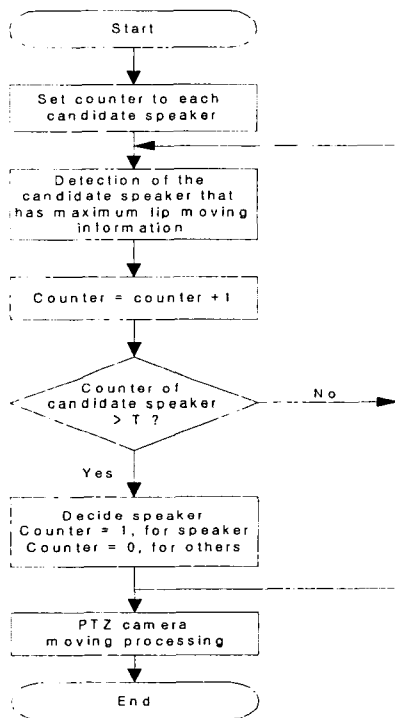 Start
Set counter to each
candidate speaker
Detection of the
candidate speaker that
has maximum lip moving
information
Counter = counter +1
Counter of
candidate speaker
> T ?
No
Yes
Decide speaker
Counter = 1, for speaker
Counter = 0, for others
PTZ camera
moving processing
End